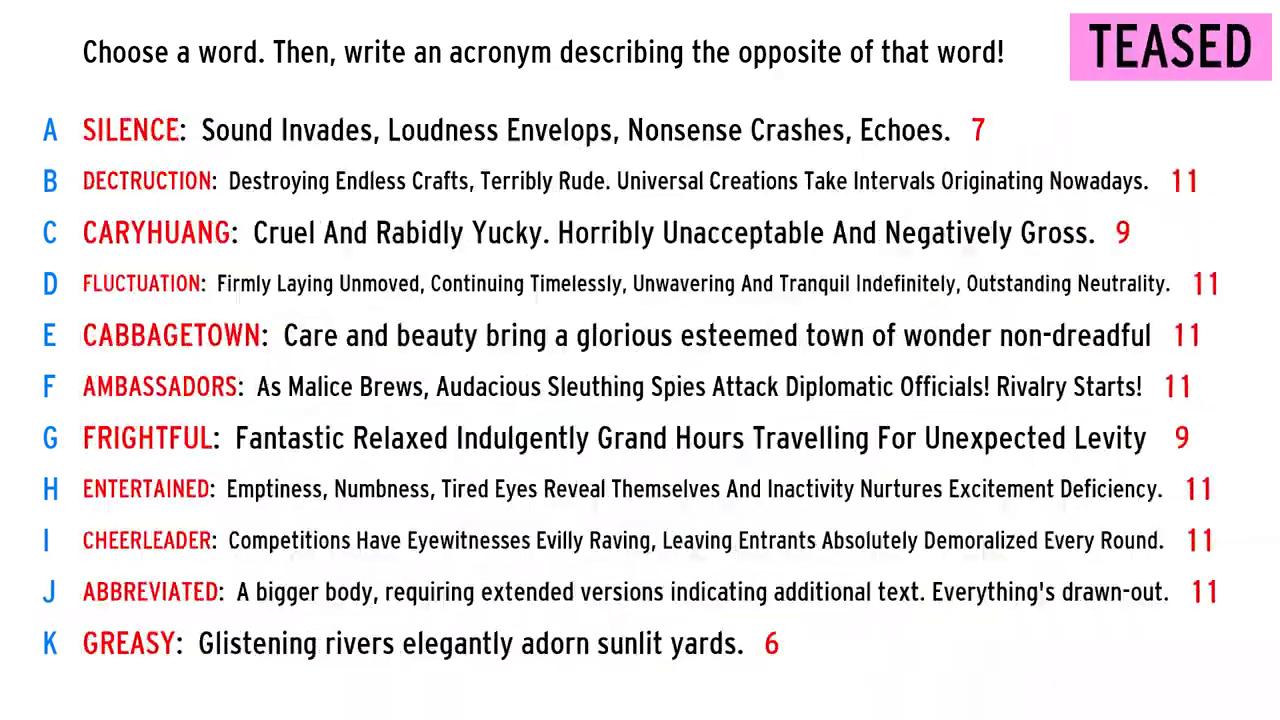 Choose a word. Then, write an acronym describing the opposite of that word!
TEASED
A SILENCE: Sound Invades, Loudness Envelops, Nonsense Crashes, Echoes. 7
B DECTRUCTION: Destroying Endless Crafts, Terribly Rude. Universal Creations Take Intervals Originating Nowadays. 11
C CARYHUANG: Cruel And Rabidly Yucky. Horribly Unacceptable And Negatively Gross. 9
D FLUCTUATION: Firmly Laying Unmoved, Continuing Timelessly, Unwavering And Tranquil Indefinitely, Outstanding Neutrality. 11
E CABBAGETOWN: Care and beauty bring a glorious esteemed town of wonder non-dreadful 11
F AMBASSADORS: As Malice Brews, Audacious Sleuthing Spies Attack Diplomatic Officials! Rivalry Starts! 11
G FRIGHTFUL: Fantastic Relaxed Indulgently Grand Hours Travelling For Unexpected Levity 9
H ENTERTAINED: Emptiness, Numbness, Tired Eyes Reveal Themselves And Inactivity Nurtures Excitement Deficiency. 11
I CHEERLEADER: Competitions Have Eyewitnesses Evilly Raving, Leaving Entrants Absolutely Demoralized Every Round. 11
J ABBREVIATED: A bigger body, requiring extended versions indicating additional text. Everything's drawn-out. 11
K GREASY: Glistening rivers elegantly adorn sunlit yards. 6